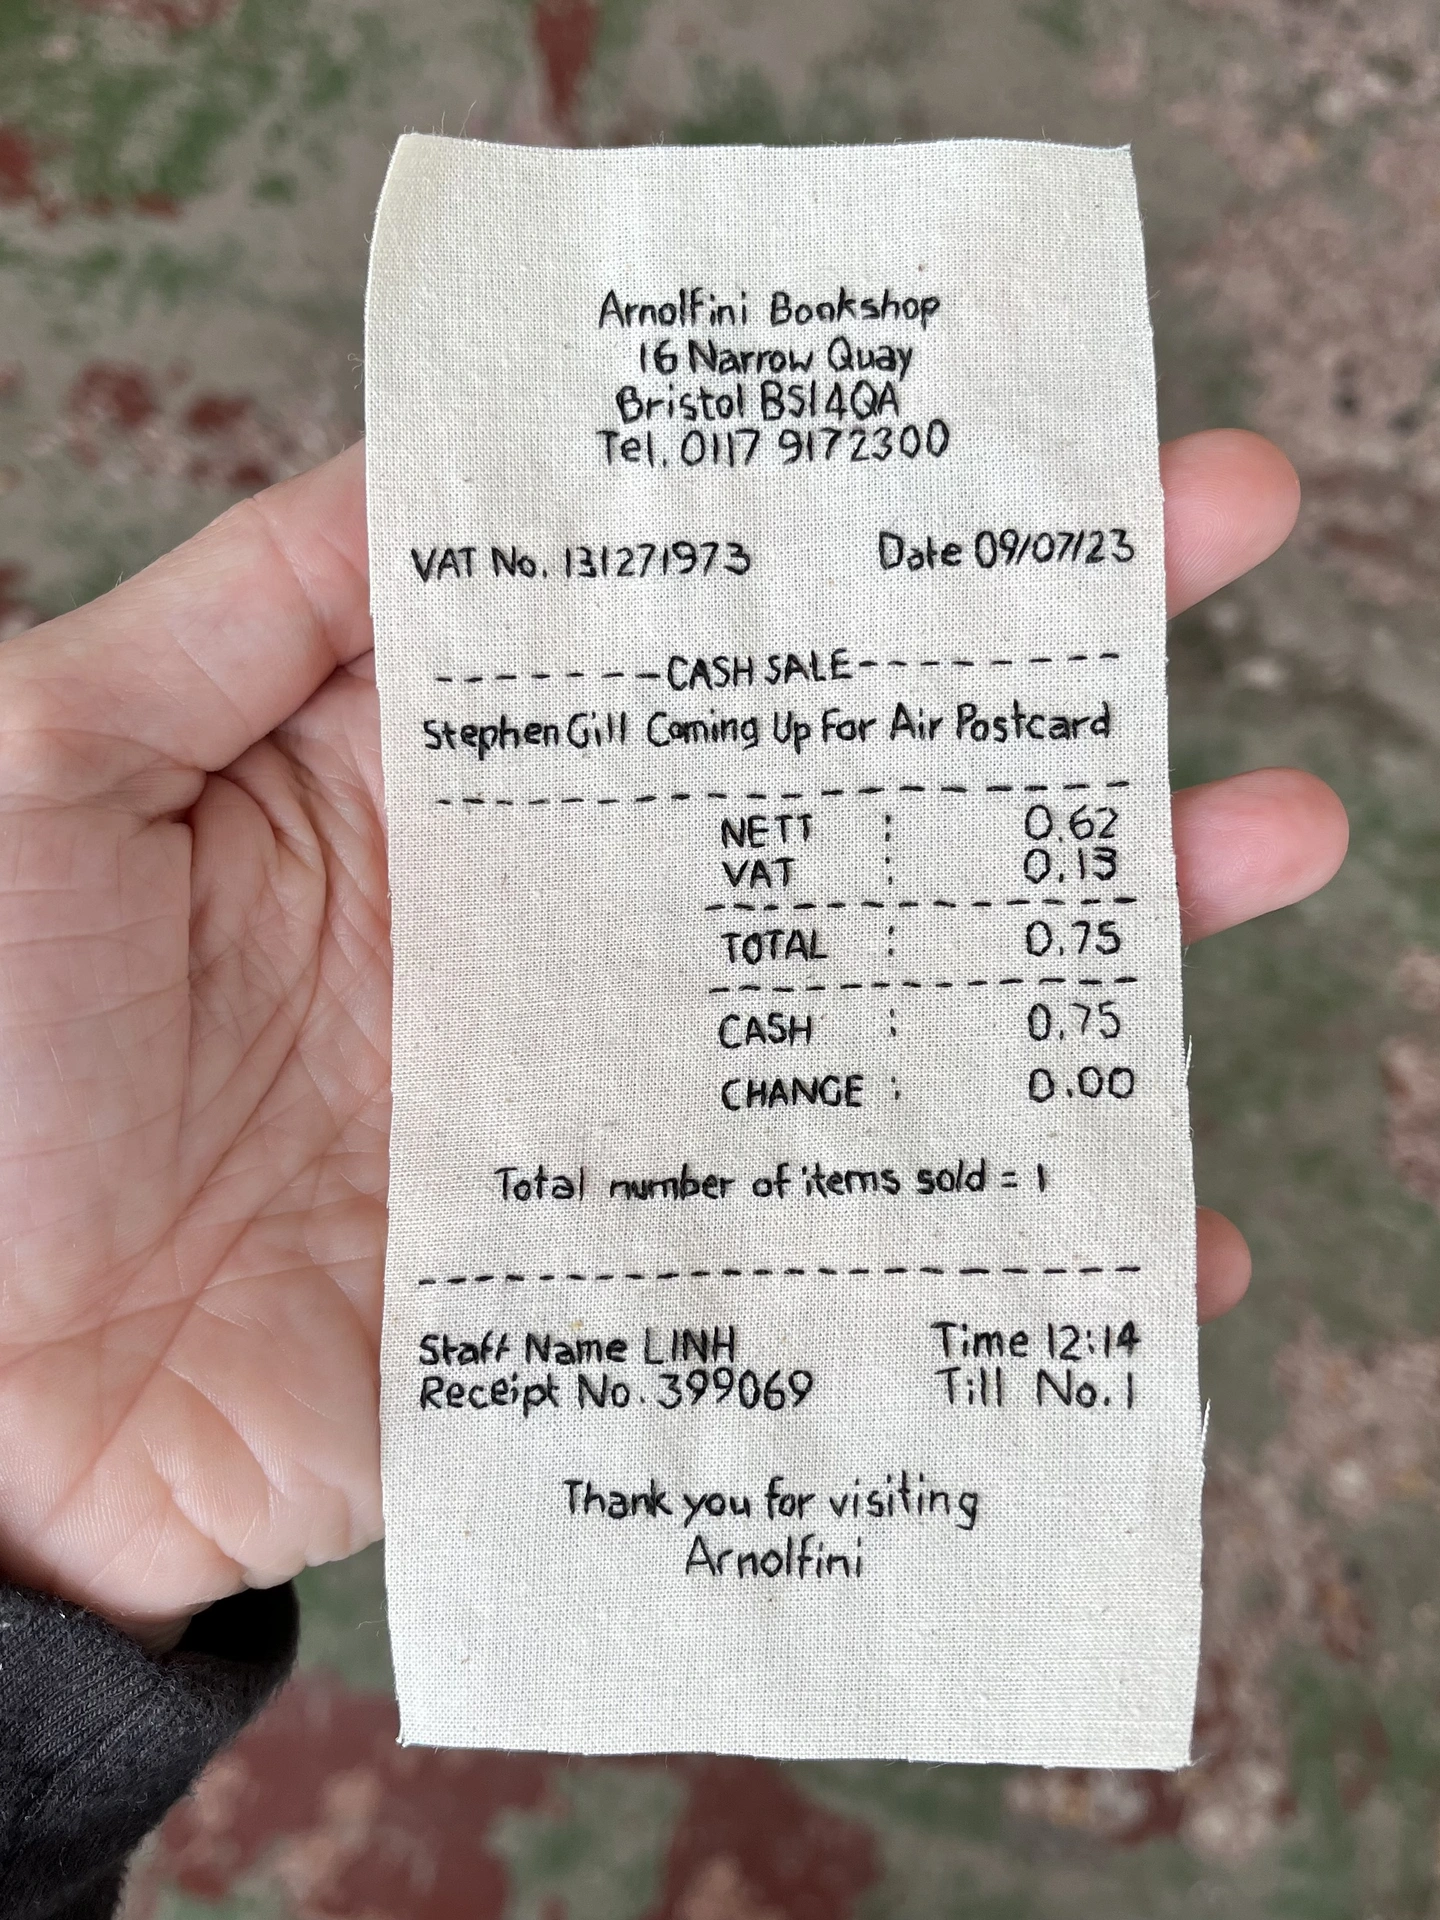 Arnolfini Bookshop
16 Narrow Quay
Bristol BS1 4QA
Tel. 0117 9172300
VAT No. 131271973 Date 09/07/23
-------CASH SALE--------
Stephen Gill Coming Up For Air Postcard
--------------------
NETT : 0.62
VAT : 0.13
-------------
TOTAL : 0.75
-------------
CASH : 0.75
CHANGE : 0.00
Total number of items sold = 1
----------------------
Staff Name LINH Time 12:14
Receipt No. 399069 Till No. 1
Thank you for visiting
Arnolfini